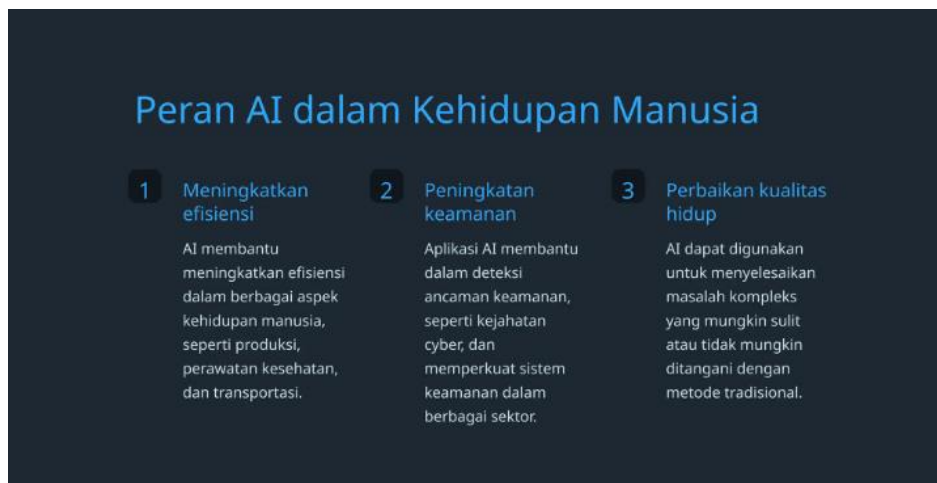 Peran AI dalam Kehidupan Manusia
1
Meningkatkan
efisiensi
AI membantu
meningkatkan efisiensi
dalam berbagai aspek
kehidupan manusia,
seperti produksi,
perawatan kesehatan,
dan transportasi.
2
Peningkatan
keamanan
Aplikasi AI membantu
dalam deteksi
ancaman keamanan,
seperti kejahatan
cyber, dan
memperkuat sistem
keamanan dalam
berbagai sektor.
3
Perbaikan kualitas
hidup
AI dapat digunakan
untuk menyelesaikan
masalah kompleks
yang mungkin sulit
atau tidak mungkin
ditangani dengan
metode tradisional.